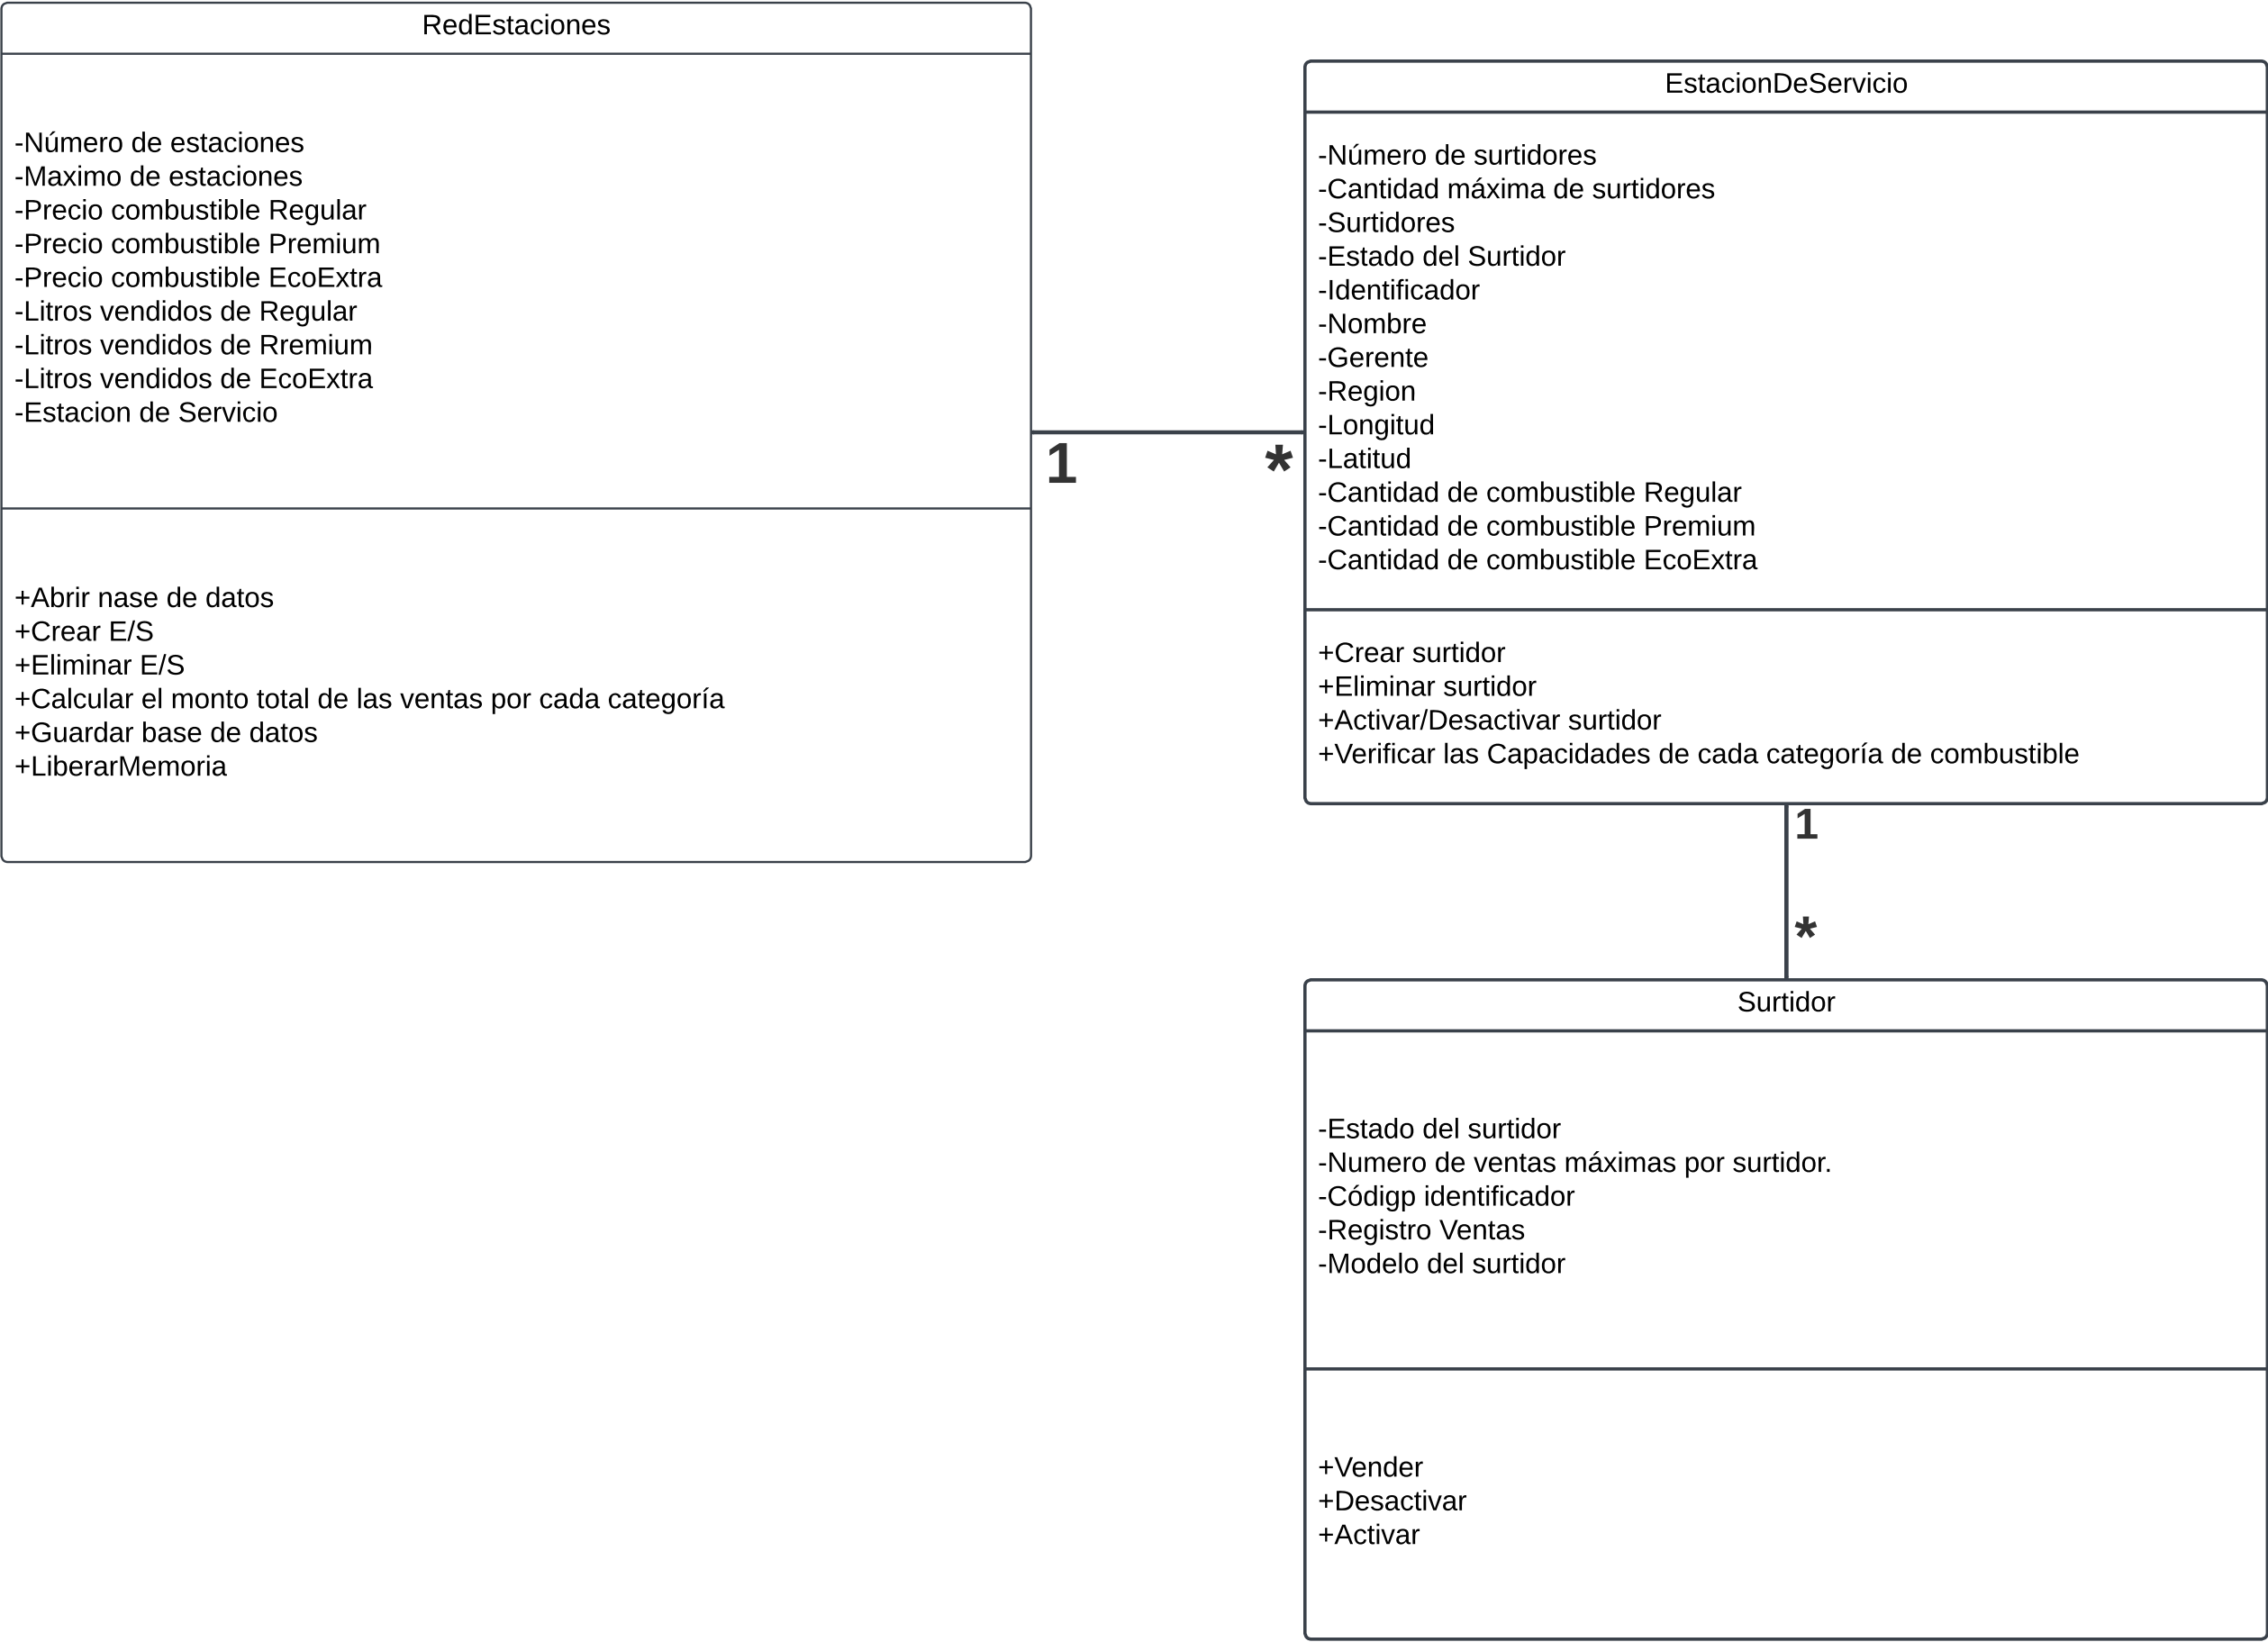 RedEstaciones
-Número de estaciones
-Maximo de estaciones
-Precio combustible Regular
-Precio combustible Premium
-Precio combustible EcoExtra
-Litros vendidos de Regular
-Litros vendidos de Rremium
-Litros vendidos de EcoExtra
-Estacion de Servicio
+Abrir nase de datos
+Crear E/S
+Eliminar E/S
+Calcular el monto total de las ventas por cada categoría
+Guardar base de datos
+LiberarMemoria
1
*
EstacionDeServicio
-Número de surtidores
-Cantidad máxima de surtidores
-Surtidores
-Estado del Surtidor
-Identificador
-Nombre
-Gerente
-Region
-Longitud
-Latitud
-Cantidad de combustible Regular
-Cantidad de combustible Premium
-Cantidad de combustible EcoExtra
+Crear surtidor
+Eliminar surtidor
+Activar/Desactivar surtidor
+Verificar las Capacidades de cada categoría de combustible
1
*
Surtidor
-Estado del surtidor
-Numero de ventas máximas por surtidor.
-Códigp identificador
-Registro Ventas
-Modelo del surtidor
+Vender
+Desactivar
+Activar